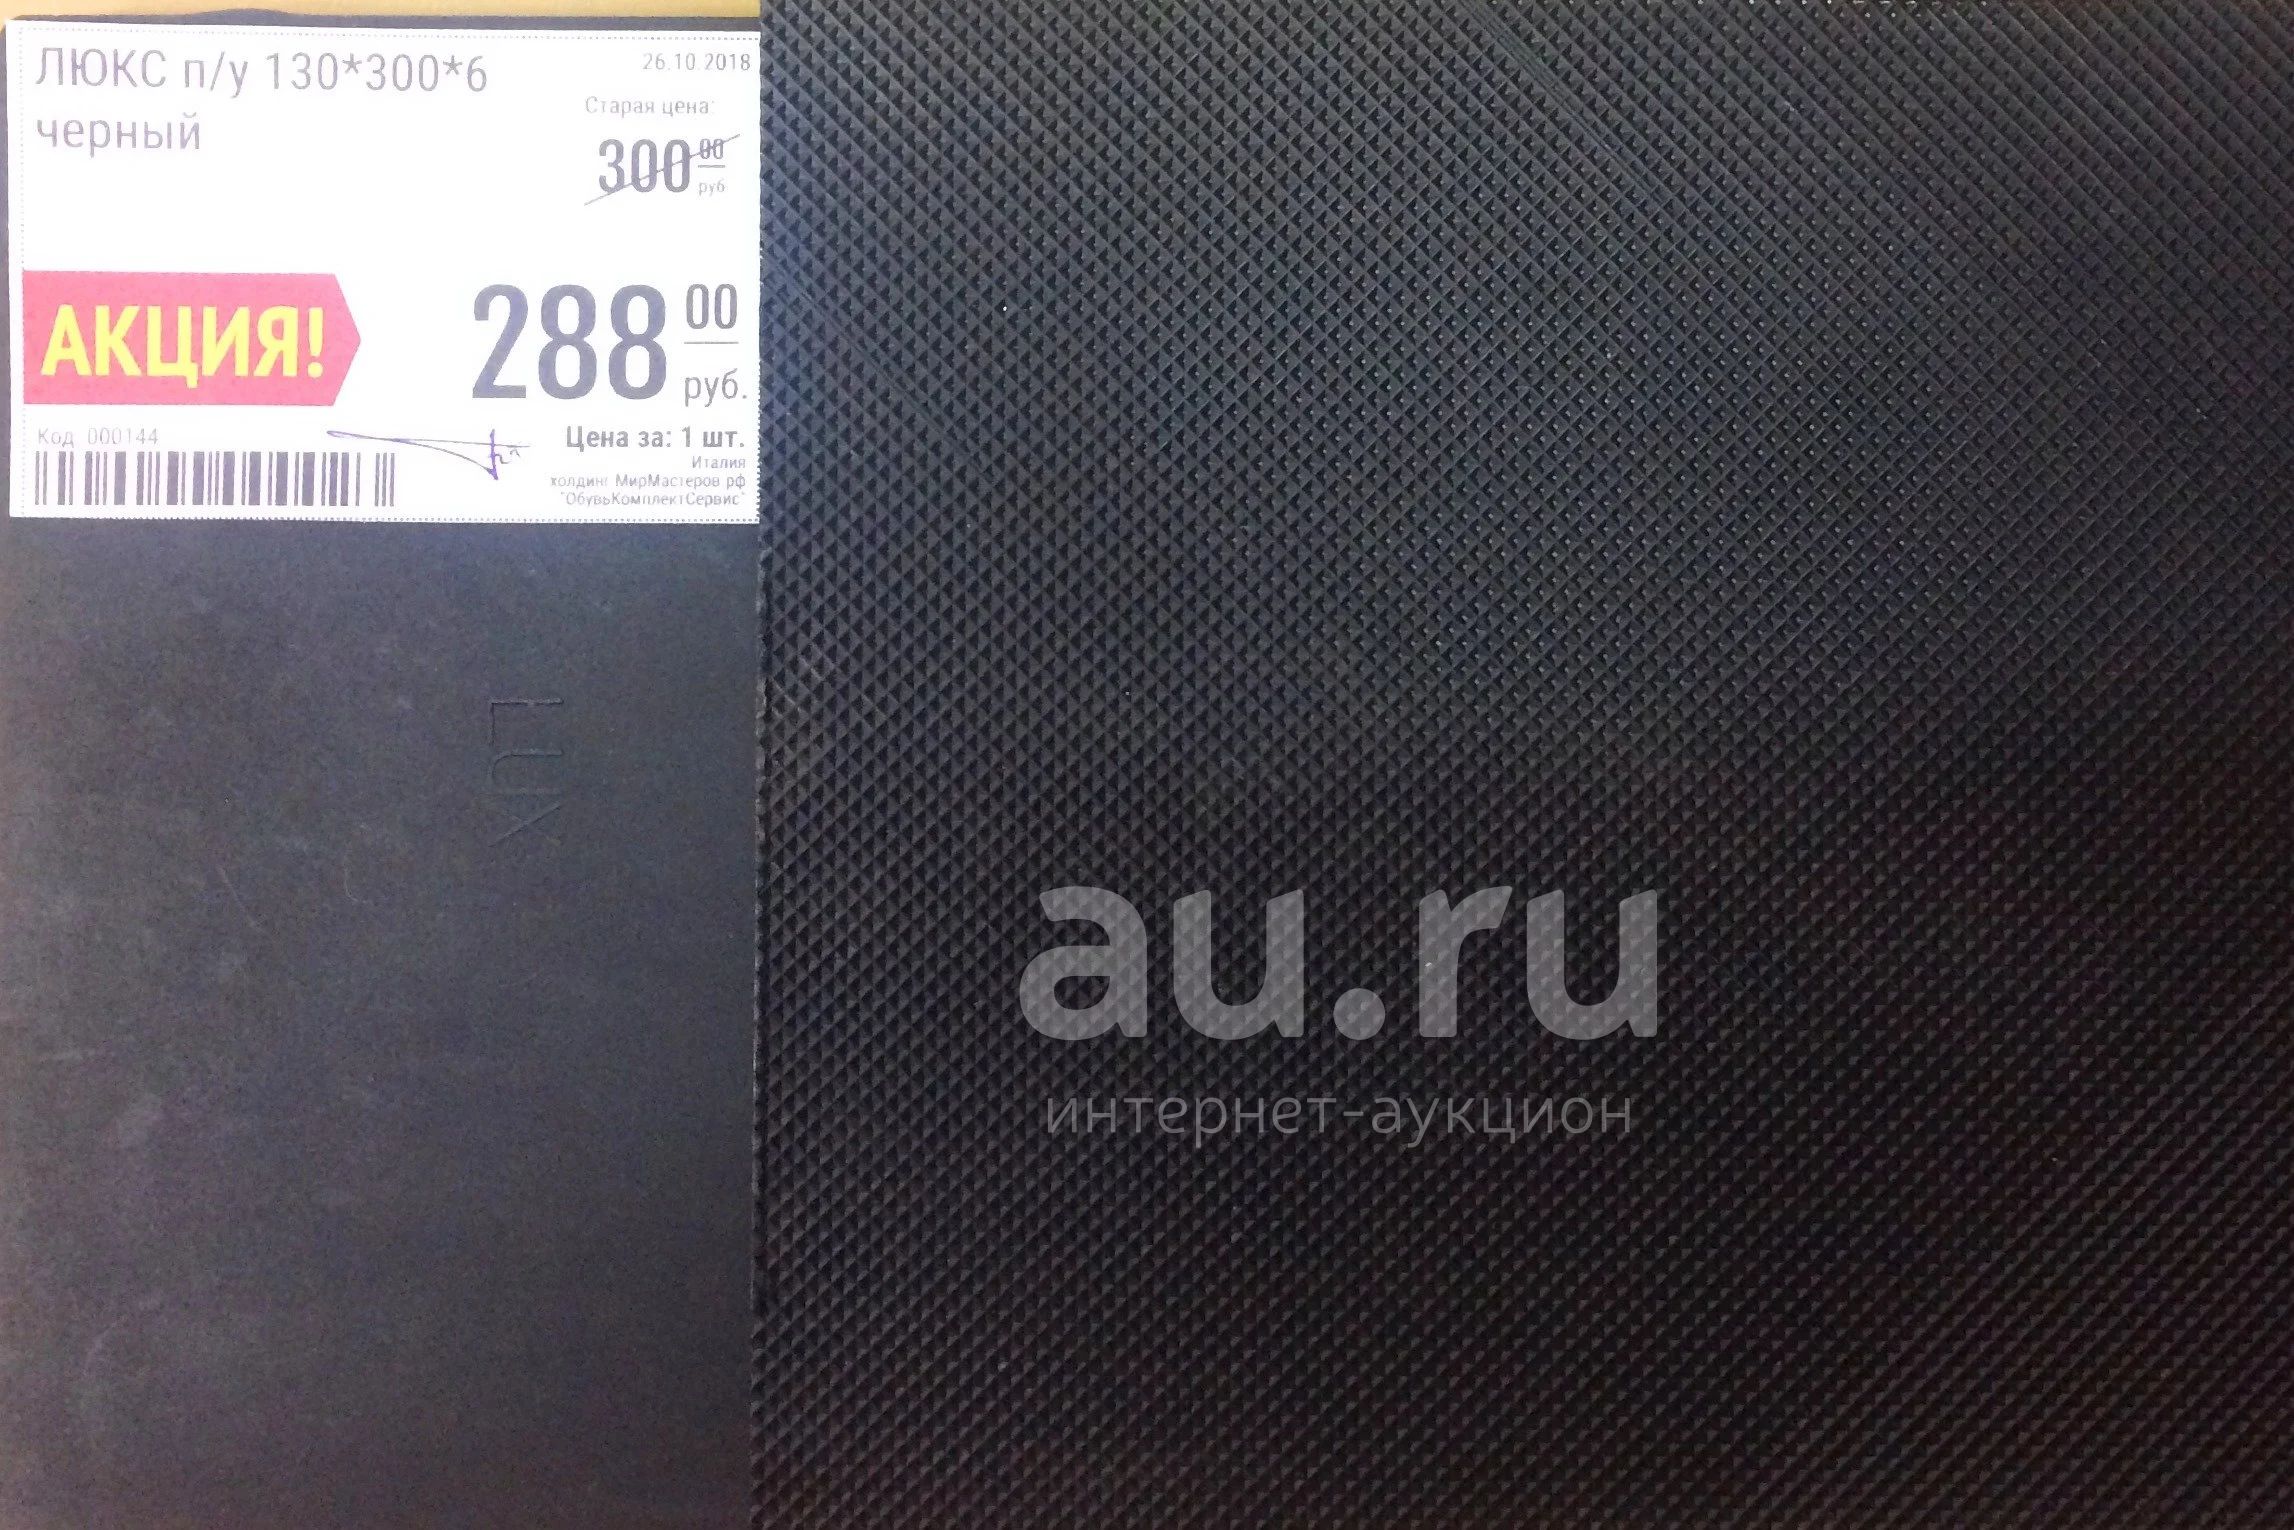 ЛЮКС п/у 130*300*6
черный
26.10.2018
Старая цена:
300 00 руб
АКЦИЯ!
288 00 руб.
Код 000144
Цена за: 1 шт.
Италия
холдинг МирМастеров.рф
"ОбувьКомплектСервис"
LUX
au.ru
интернет-аукцион